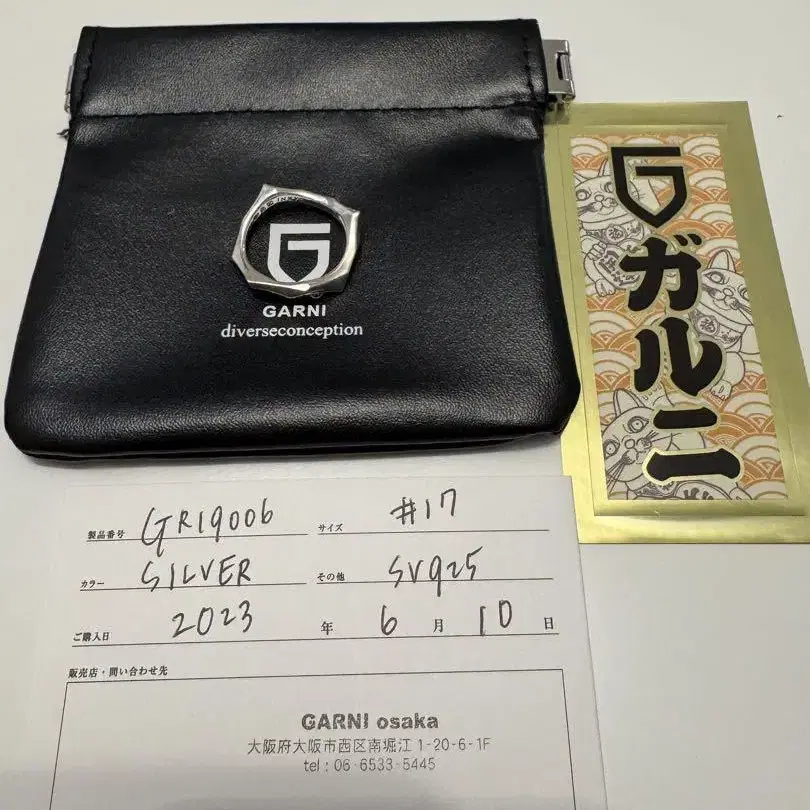 G
GARNI
diverseconception
G
ガルニ
製品番号 GR19006 サイズ #17
カラー SILVER その他 SV925
ご購入日 2023 年 6 月 10 日
販売店・問い合わせ先
GARNI osaka
大阪府大阪市西区南堀江 1-20-6-1F
tel : 06-6533-5445